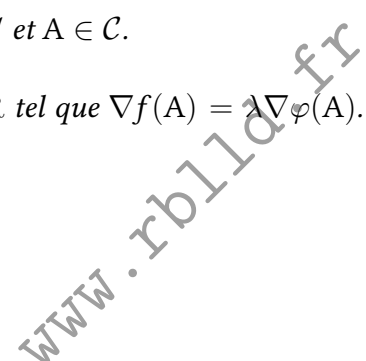 et A ∈ 𝒞.
tel que ∇f(A) = λ∇φ(A).
www.rblld.fr